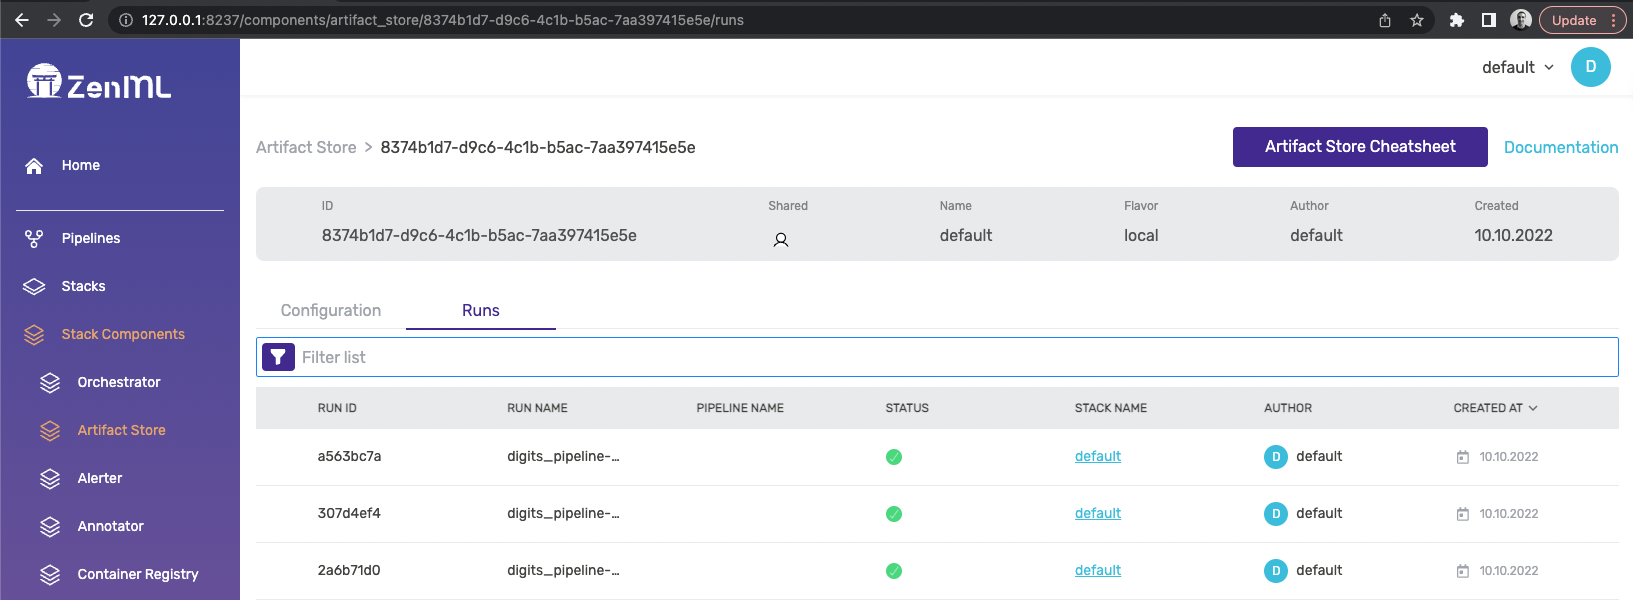 127.0.0.1:8237/components/artifact_store/8374b1d7-d9c6-4c1b-b5ac-7aa397415e5e/runs
Update
ZenML
default
D
Home
Pipelines
Stacks
Stack Components
Orchestrator
Artifact Store
Alerter
Annotator
Container Registry
Artifact Store > 8374b1d7-d9c6-4c1b-b5ac-7aa397415e5e
Artifact Store Cheatsheet
Documentation
ID Shared Name Flavor Author Created
8374b1d7-d9c6-4c1b-b5ac-7aa397415e5e default local default 10.10.2022
Configuration Runs
Filter list
RUN ID RUN NAME PIPELINE NAME STATUS STACK NAME AUTHOR CREATED AT
a563bc7a digits_pipeline-... default D default 10.10.2022
307d4ef4 digits_pipeline-... default D default 10.10.2022
2a6b71d0 digits_pipeline-... default D default 10.10.2022